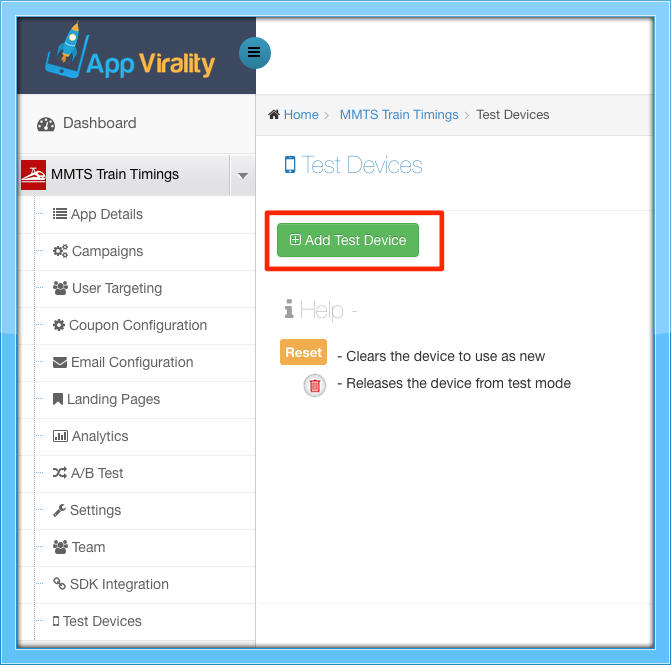 App Virality
Dashboard
MMTS Train Timings
App Details
Campaigns
User Targeting
Coupon Configuration
Email Configuration
Landing Pages
Analytics
A/B Test
Settings
Team
SDK Integration
Test Devices
Home > MMTS Train Timings > Test Devices
Test Devices
Add Test Device
Help -
Reset - Clears the device to use as new
- Releases the device from test mode